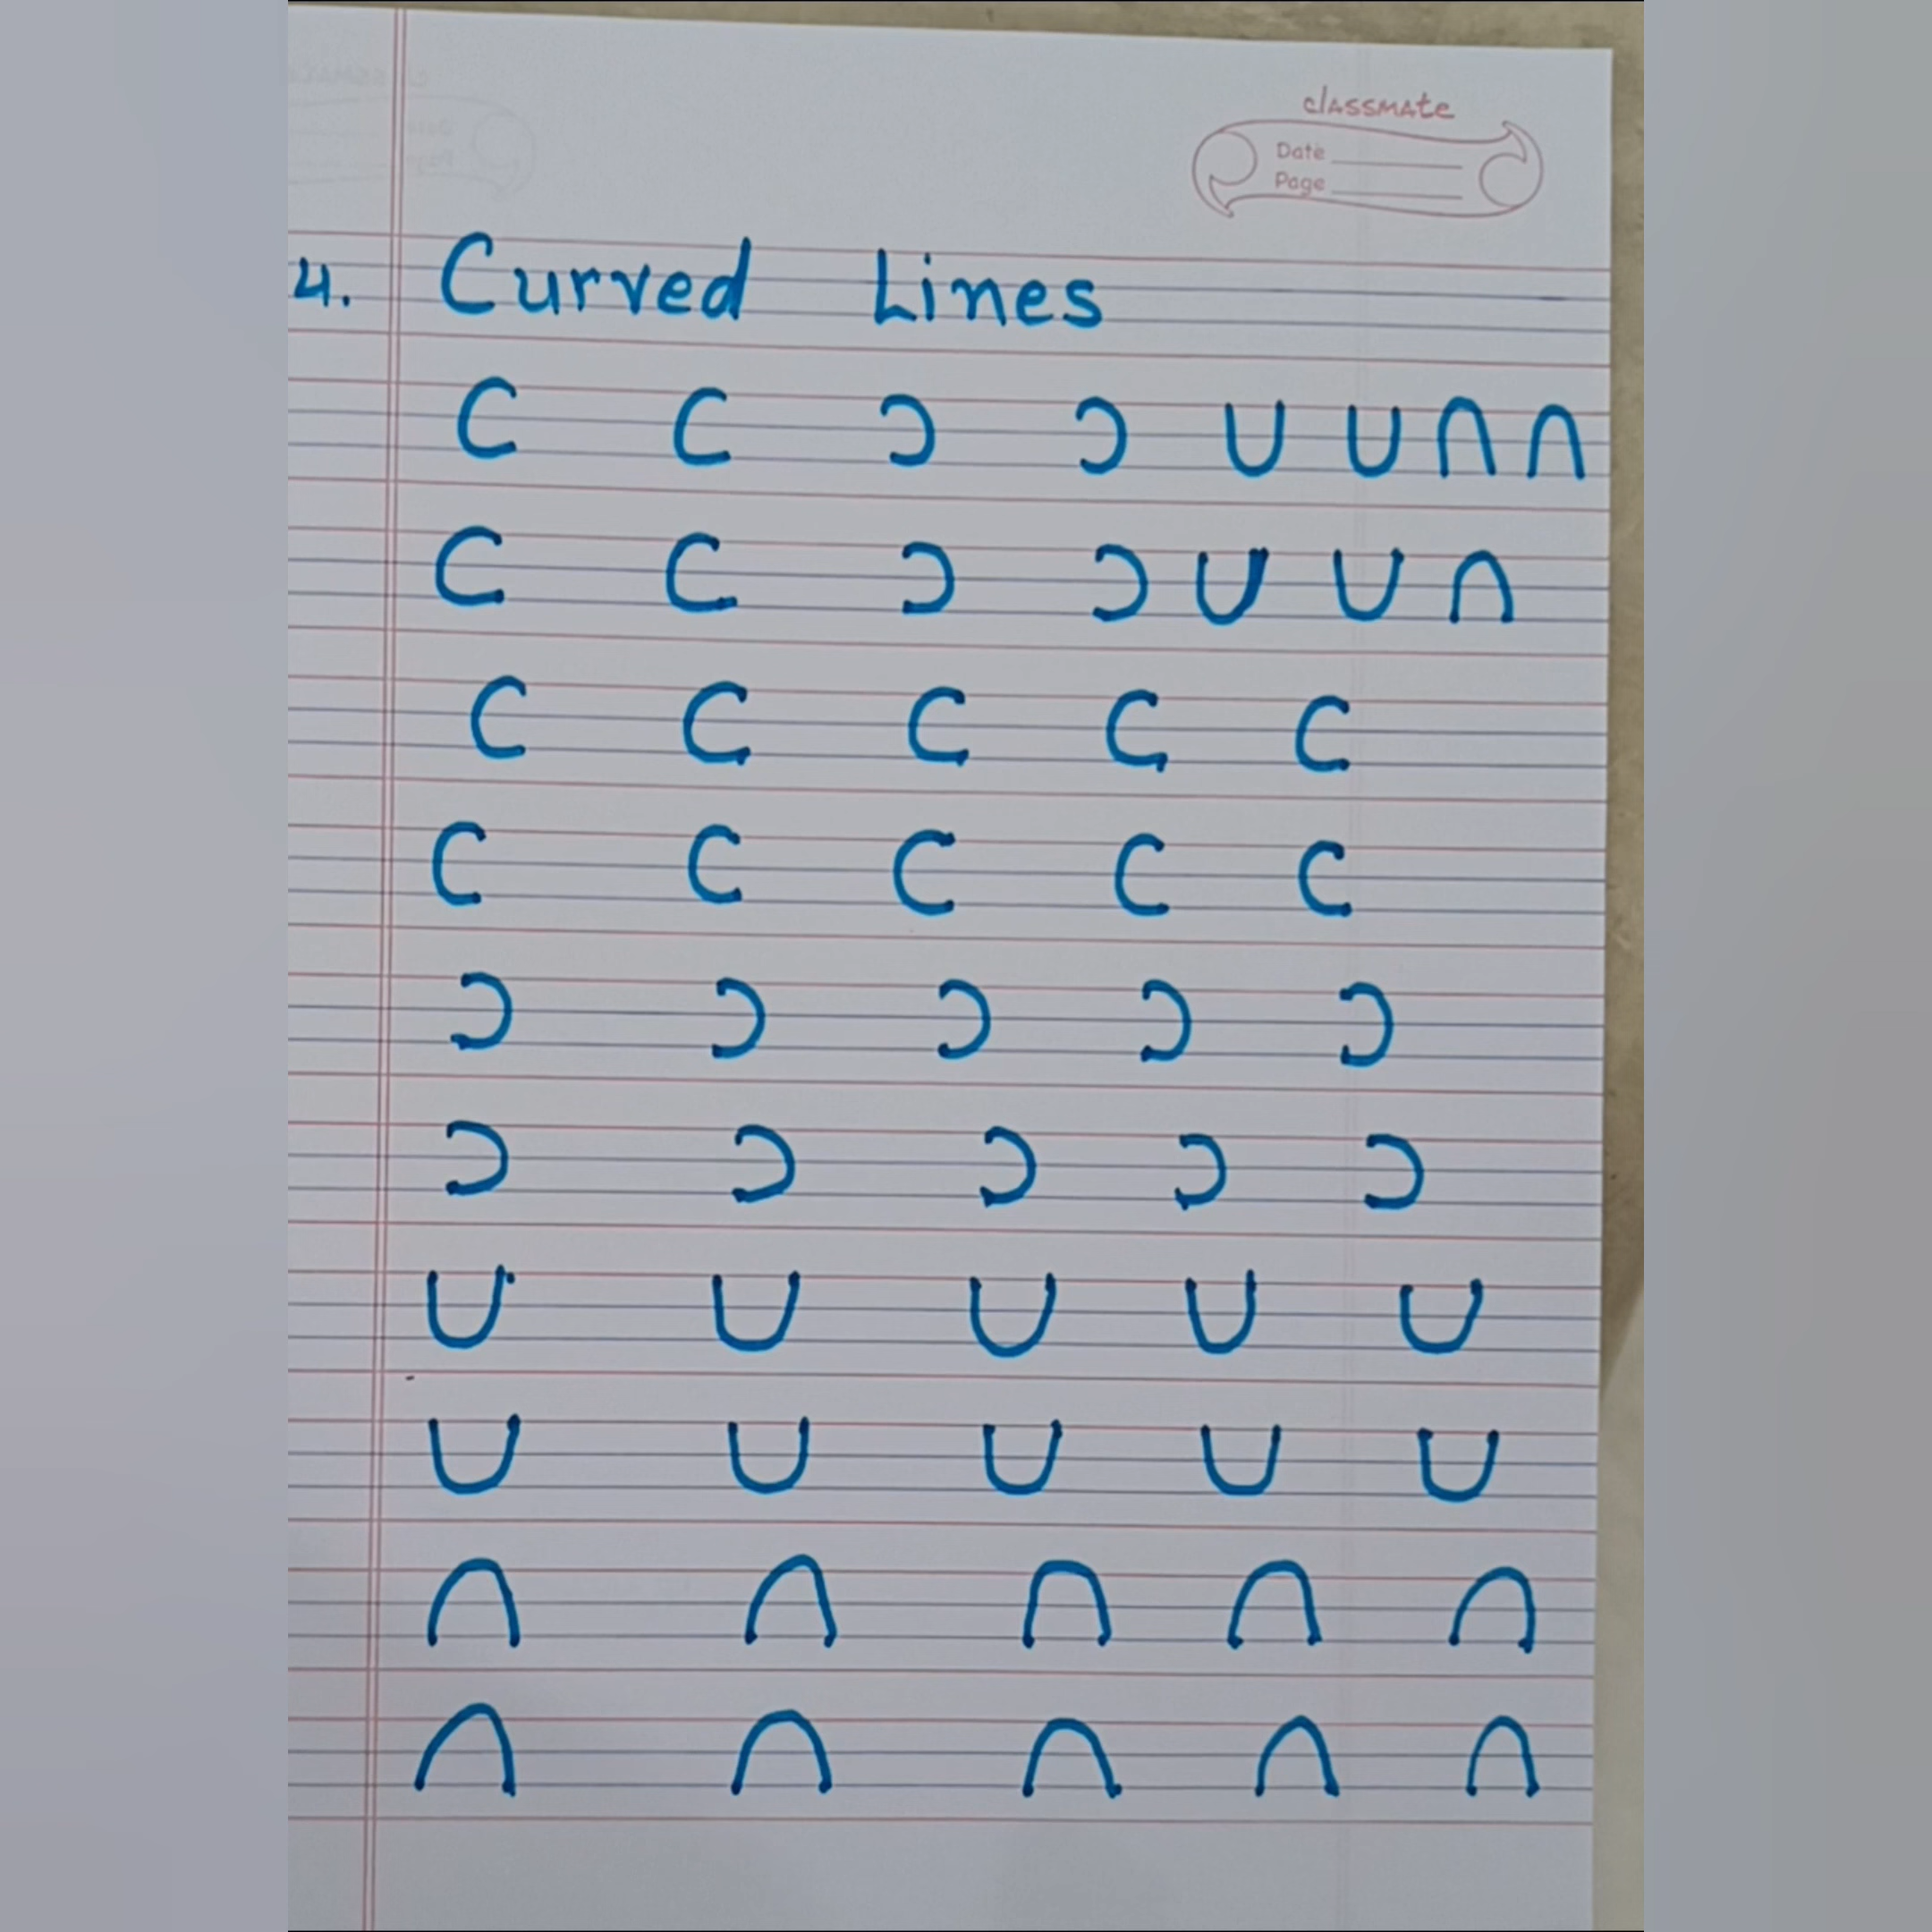 classmate
Date
Page
4. Curved Lines
C C Ɔ Ɔ U U ∩ ∩
C C Ɔ Ɔ U U ∩
C C C C C
C C C C C
Ɔ Ɔ Ɔ Ɔ Ɔ
Ɔ Ɔ Ɔ Ɔ Ɔ
U U U U U
U U U U U
∩ ∩ ∩ ∩ ∩
∩ ∩ ∩ ∩ ∩